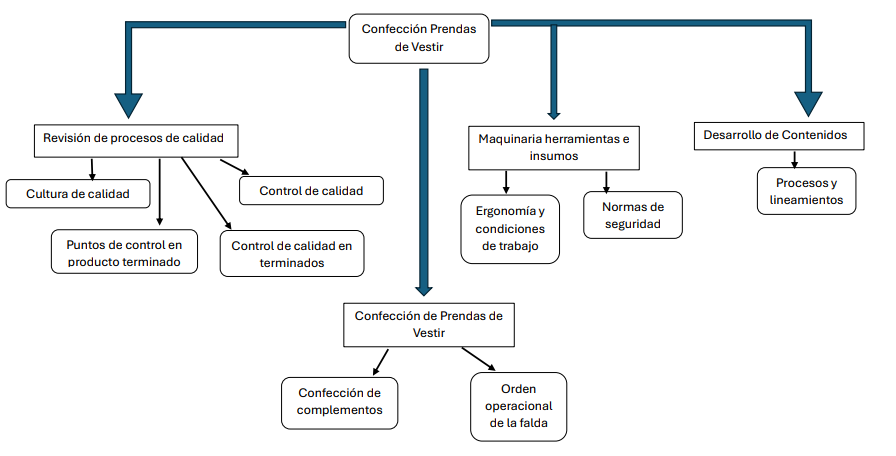 Confección Prendas
de Vestir
Revisión de procesos de calidad
Cultura de calidad
Control de calidad
Puntos de control en
producto terminado
Control de calidad en
terminados
Maquinaria herramientas e
insumos
Ergonomía y
condiciones
de trabajo
Normas de
seguridad
Desarrollo de Contenidos
Procesos y
lineamientos
Confección de Prendas de
Vestir
Confección de
complementos
Orden
operacional
de la falda